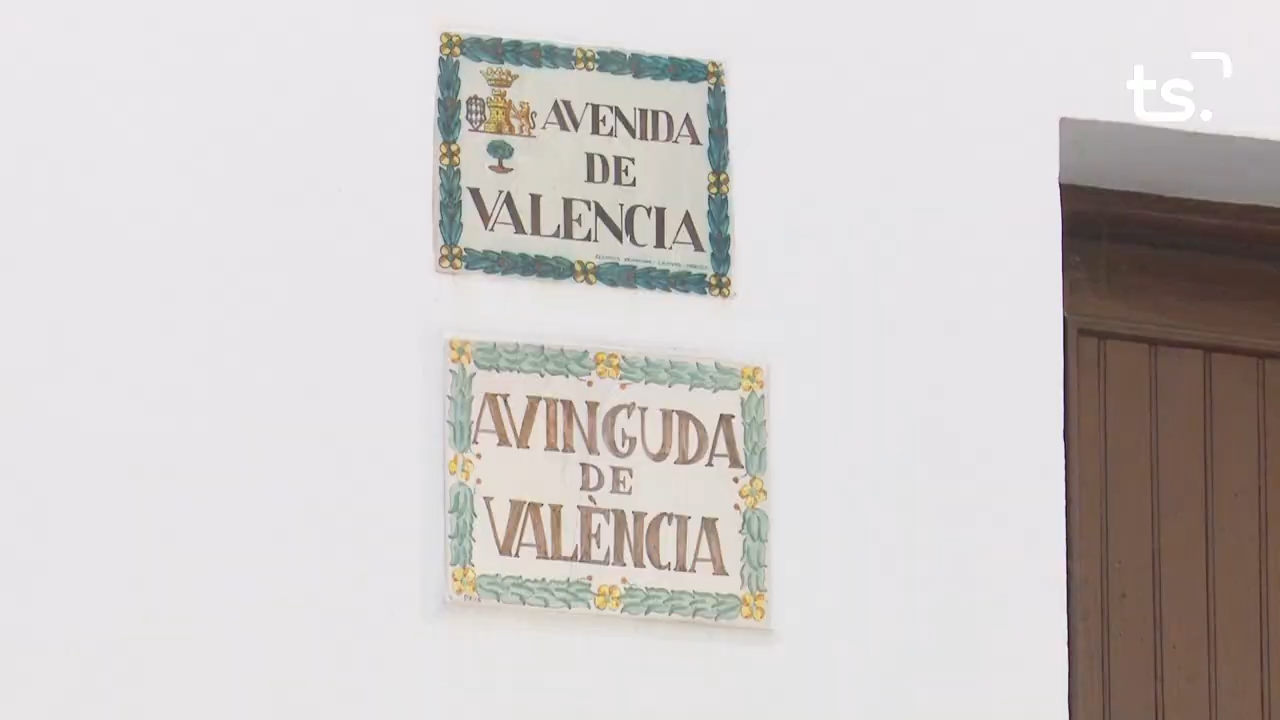 ts.
AVENIDA
DE
VALENCIA
AVINGUDA
DE
VALÈNCIA